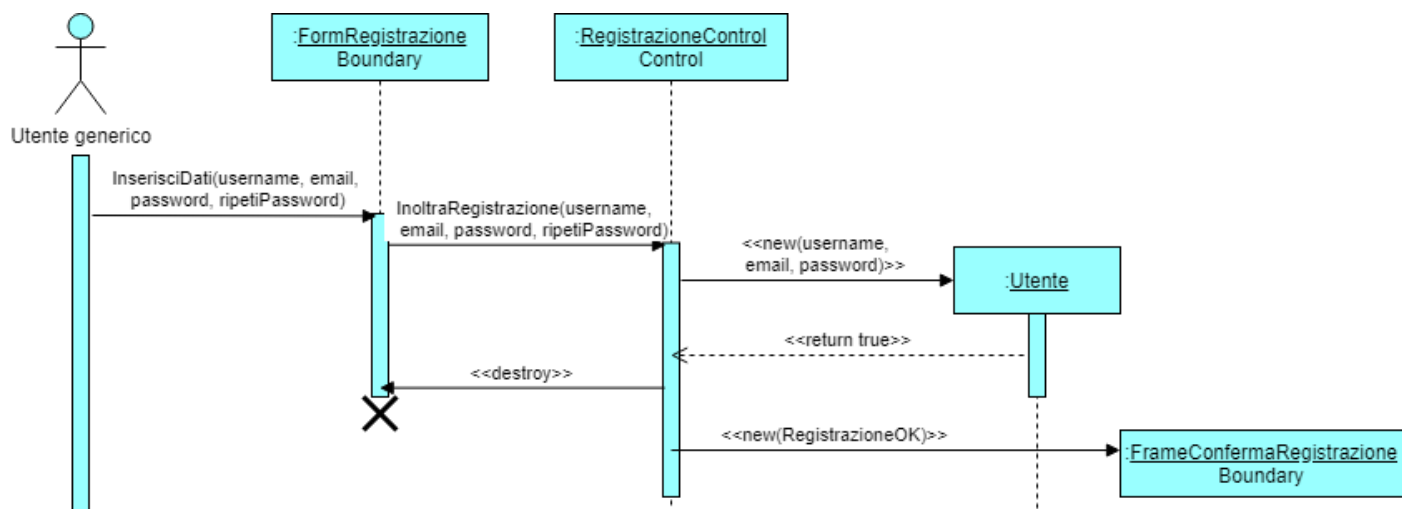 :FormRegistrazione
Boundary
:RegistrazioneControl
Control
Utente generico
InserisciDati(username, email,
password, ripetiPassword)
InoltraRegistrazione(username,
email, password, ripetiPassword)
<<new(username,
email, password)>>
:Utente
<<return true>>
<<destroy>>
<<new(RegistrazioneOK)>>
:FrameConfermaRegistrazione
Boundary